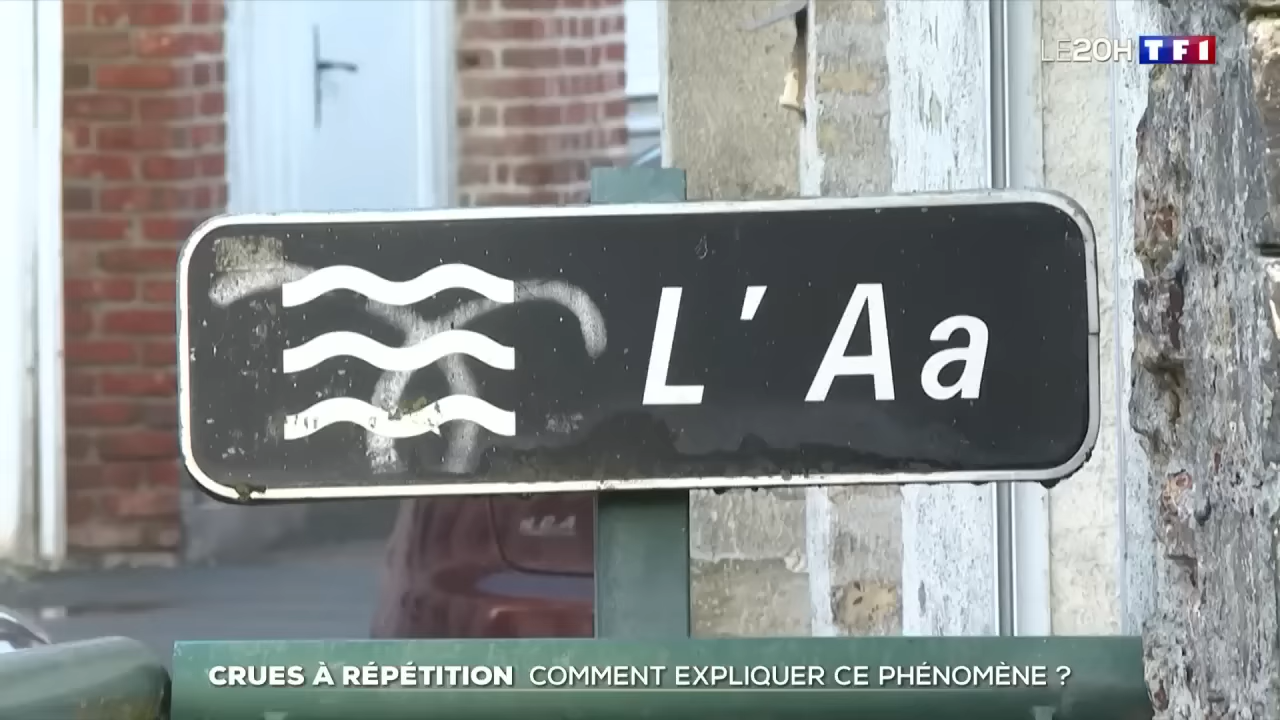 LE20H TF1
L'Aa
CRUES À RÉPÉTITION COMMENT EXPLIQUER CE PHÉNOMÈNE ?